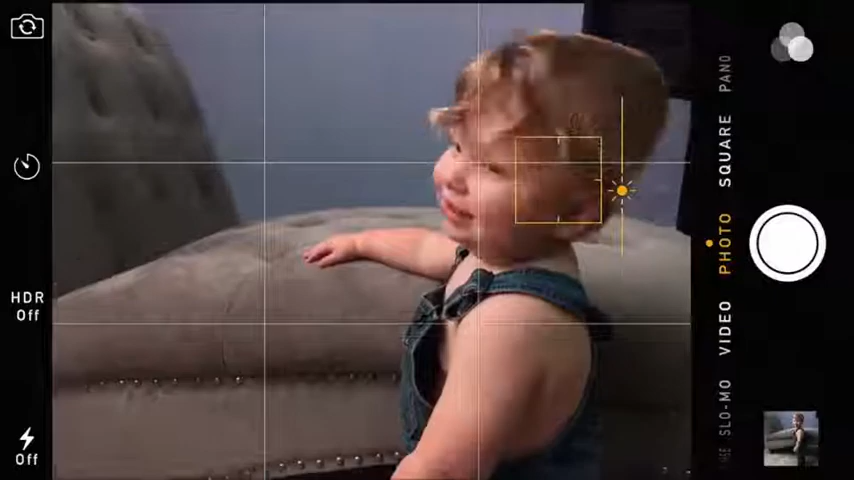 HDR
Off
Off
PANO
SQUARE
PHOTO
VIDEO
SLO-MO